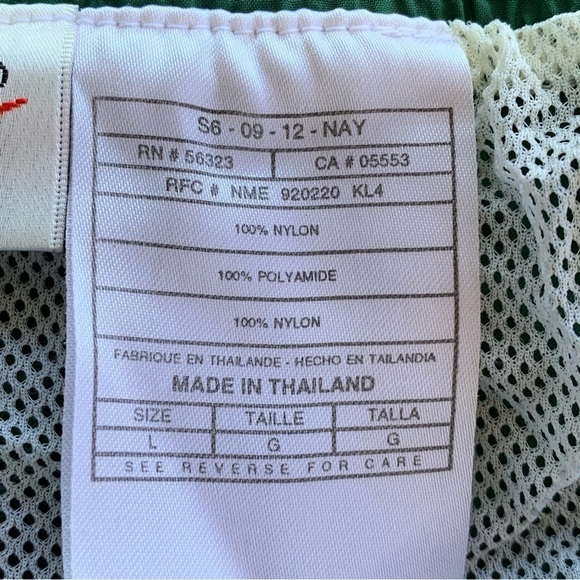 S6 - 09 - 12 - NAY
RN # 56323 CA # 05553
RFC # NME 920220 KL4
100% NYLON
100% POLYAMIDE
100% NYLON
FABRIQUE EN THAILANDE - HECHO EN TAILANDIA
MADE IN THAILAND
SIZE TAILLE TALLA
L G G
SEE REVERSE FOR CARE